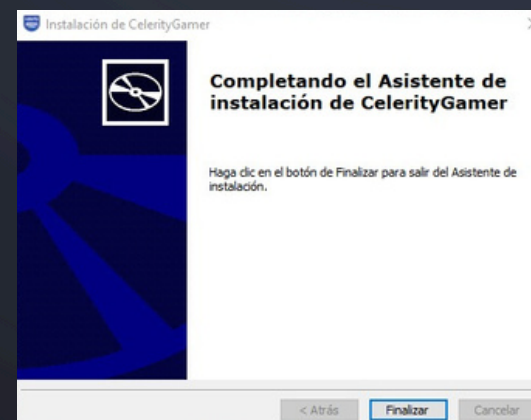 Instalación de CelerityGamer
Completando el Asistente de
instalación de CelerityGamer
Haga clic en el botón de Finalizar para salir del Asistente de
instalación.
< Atrás
Finalizar
Cancelar